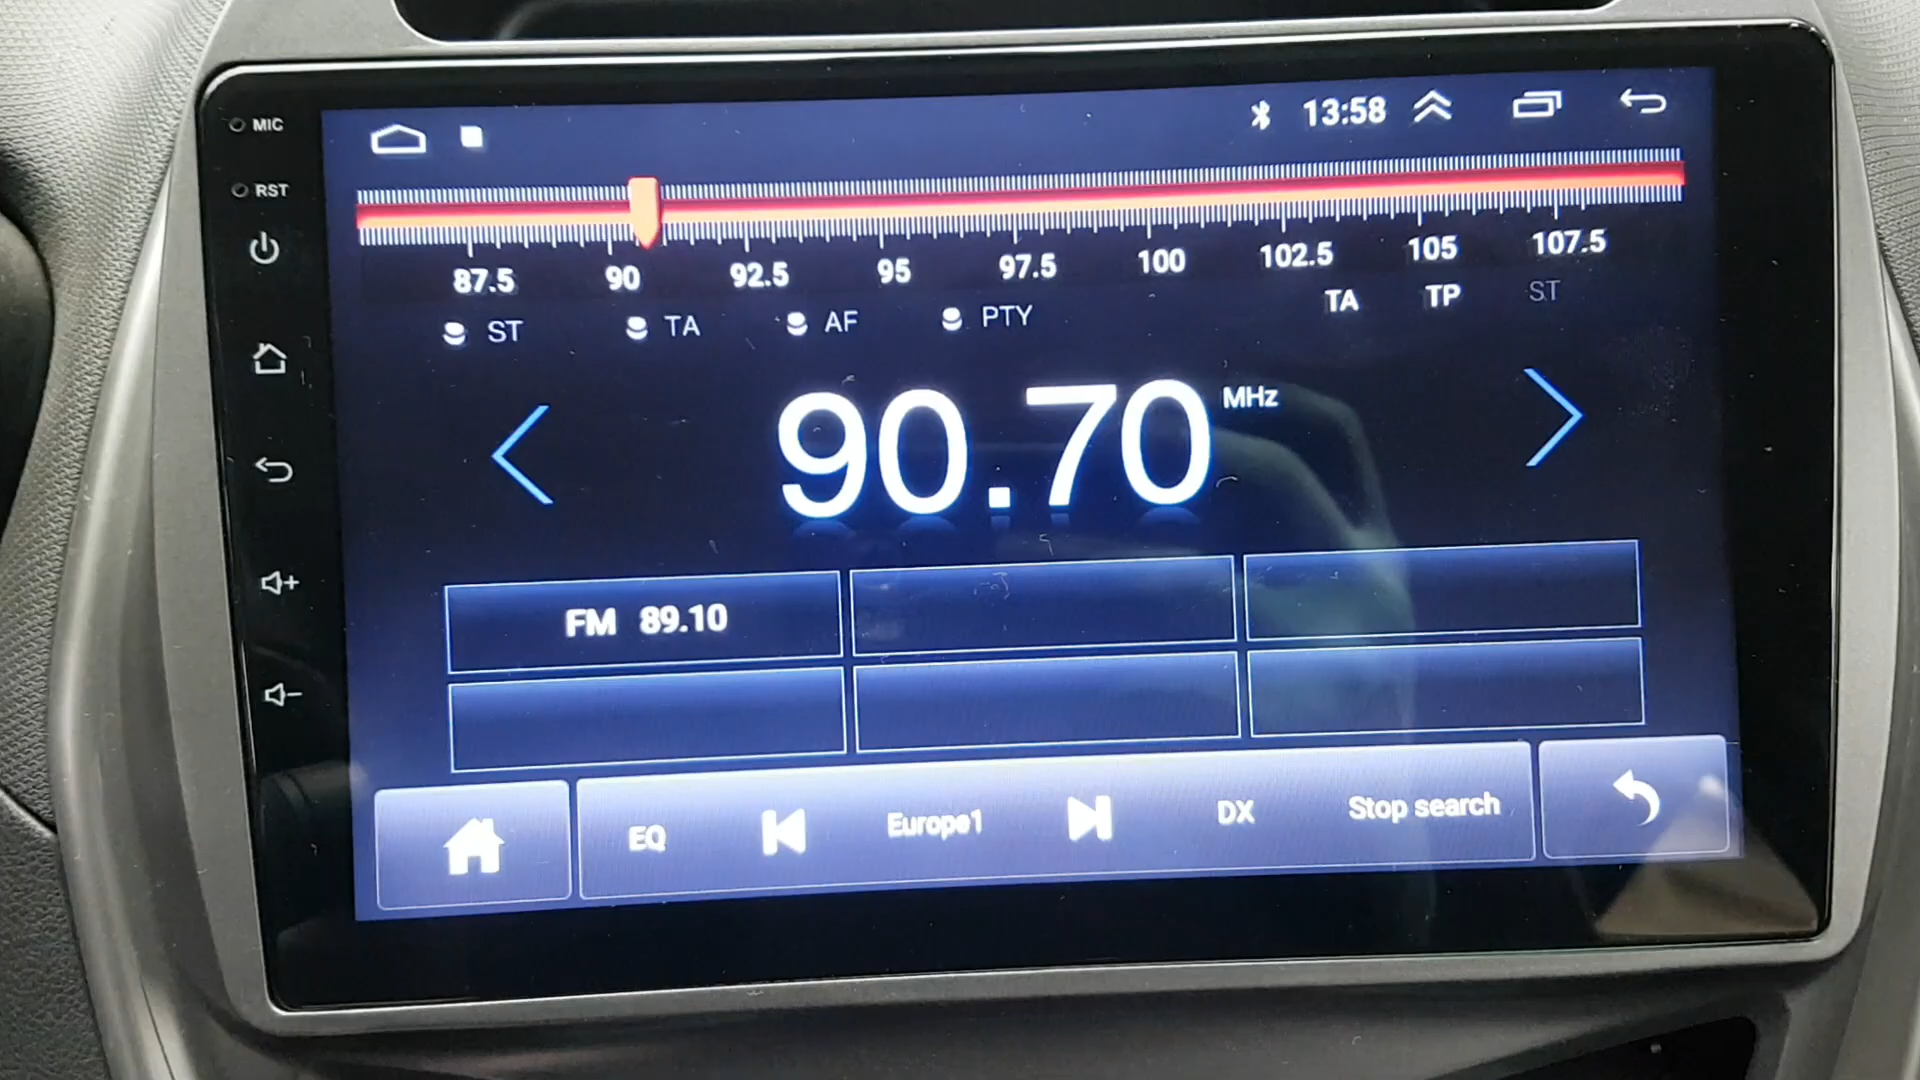 MIC
13:58
RST
87.5 90 92.5 95 97.5 100 102.5 105 107.5
ST TA AF PTY TA TP ST
90.70 MHz
FM 89.10
EQ Europe1 DX Stop search